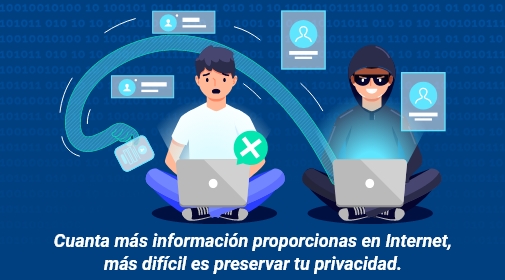 Cuanta más información proporcionas en Internet,
más difícil es preservar tu privacidad.